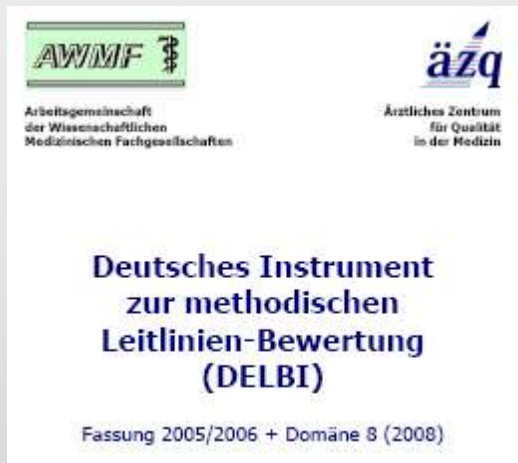 AWMF
äzq
Arbeitsgemeinschaft
der Wissenschaftlichen
Medizinischen Fachgesellschaften
Ärztliches Zentrum
für Qualität
in der Medizin
Deutsches Instrument
zur methodischen
Leitlinien-Bewertung
(DELBI)
Fassung 2005/2006 + Domäne 8 (2008)